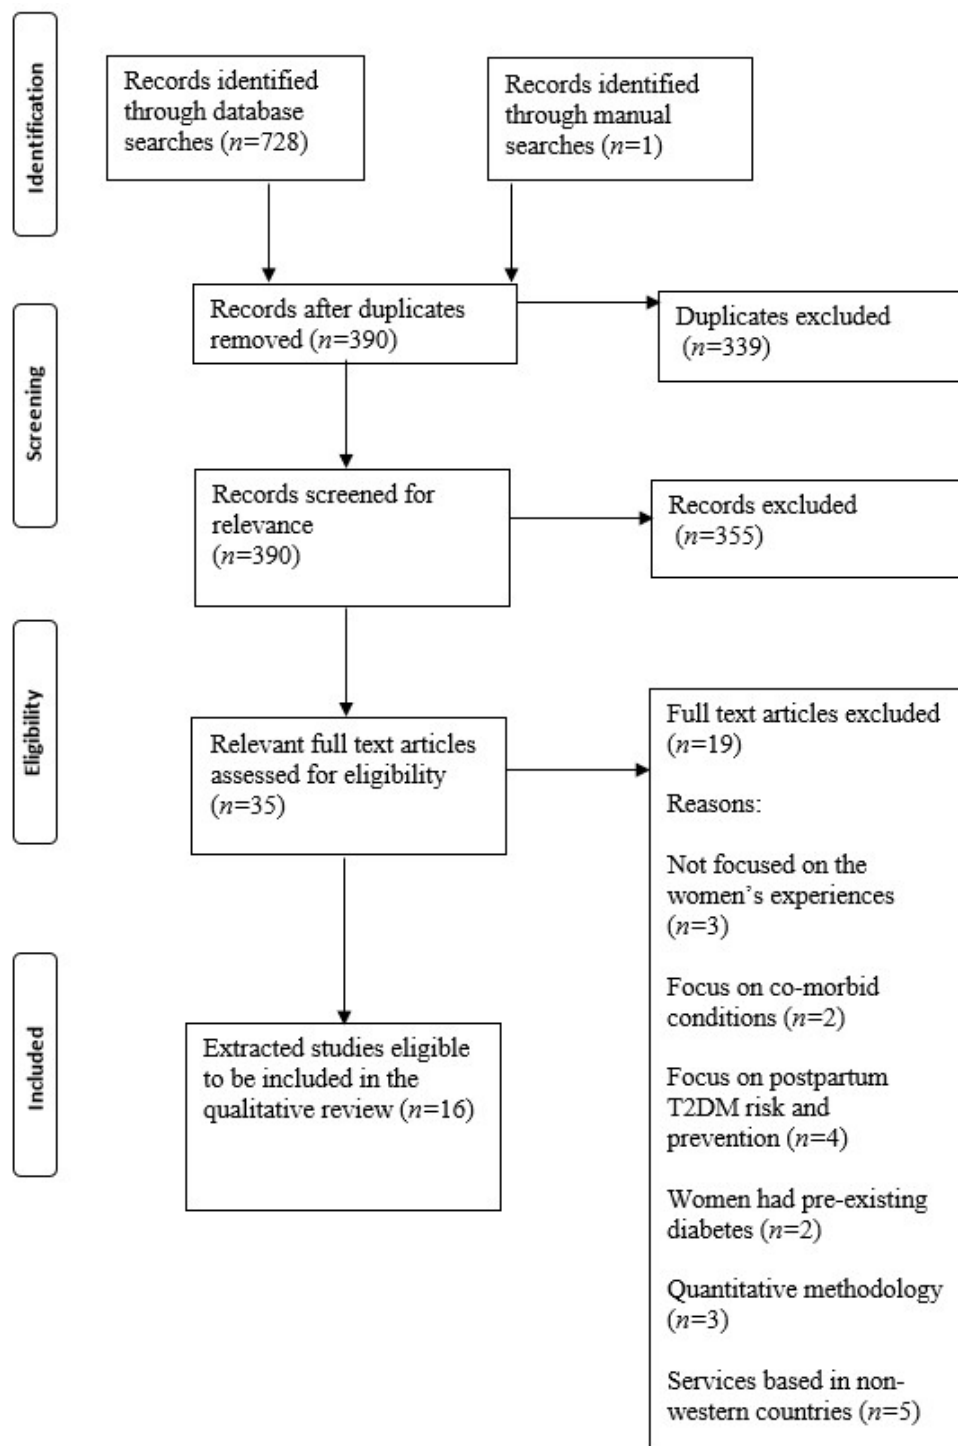 Identification
Records identified
through database
searches (n=728)
Records identified
through manual
searches (n=1)
Screening
Records after duplicates
removed (n=390)
Duplicates excluded
(n=339)
Records screened for
relevance
(n=390)
Records excluded
(n=355)
Eligibility
Relevant full text articles
assessed for eligibility
(n=35)
Full text articles excluded
(n=19)
Reasons:
Not focused on the
women’s experiences
(n=3)
Focus on co-morbid
conditions (n=2)
Focus on postpartum
T2DM risk and
prevention (n=4)
Women had pre-existing
diabetes (n=2)
Quantitative methodology
(n=3)
Services based in non-
western countries (n=5)
Included
Extracted studies eligible
to be included in the
qualitative review (n=16)